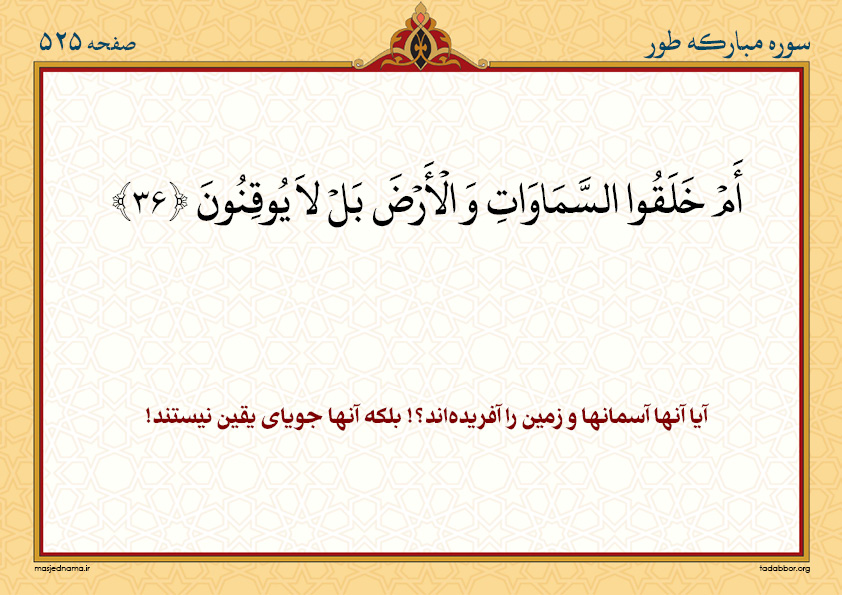 سوره مبارکه طور
صفحه ۵۲۵
أَمْ خَلَقُوا السَّمَاوَاتِ وَالْأَرْضَ بَلْ لاَ يُوقِنُونَ ﴿۳۶﴾
آیا آنها آسمانها و زمین را آفریده‌اند؟! بلکه آنها جویای یقین نیستند!
masjednama.ir
tadabbor.org